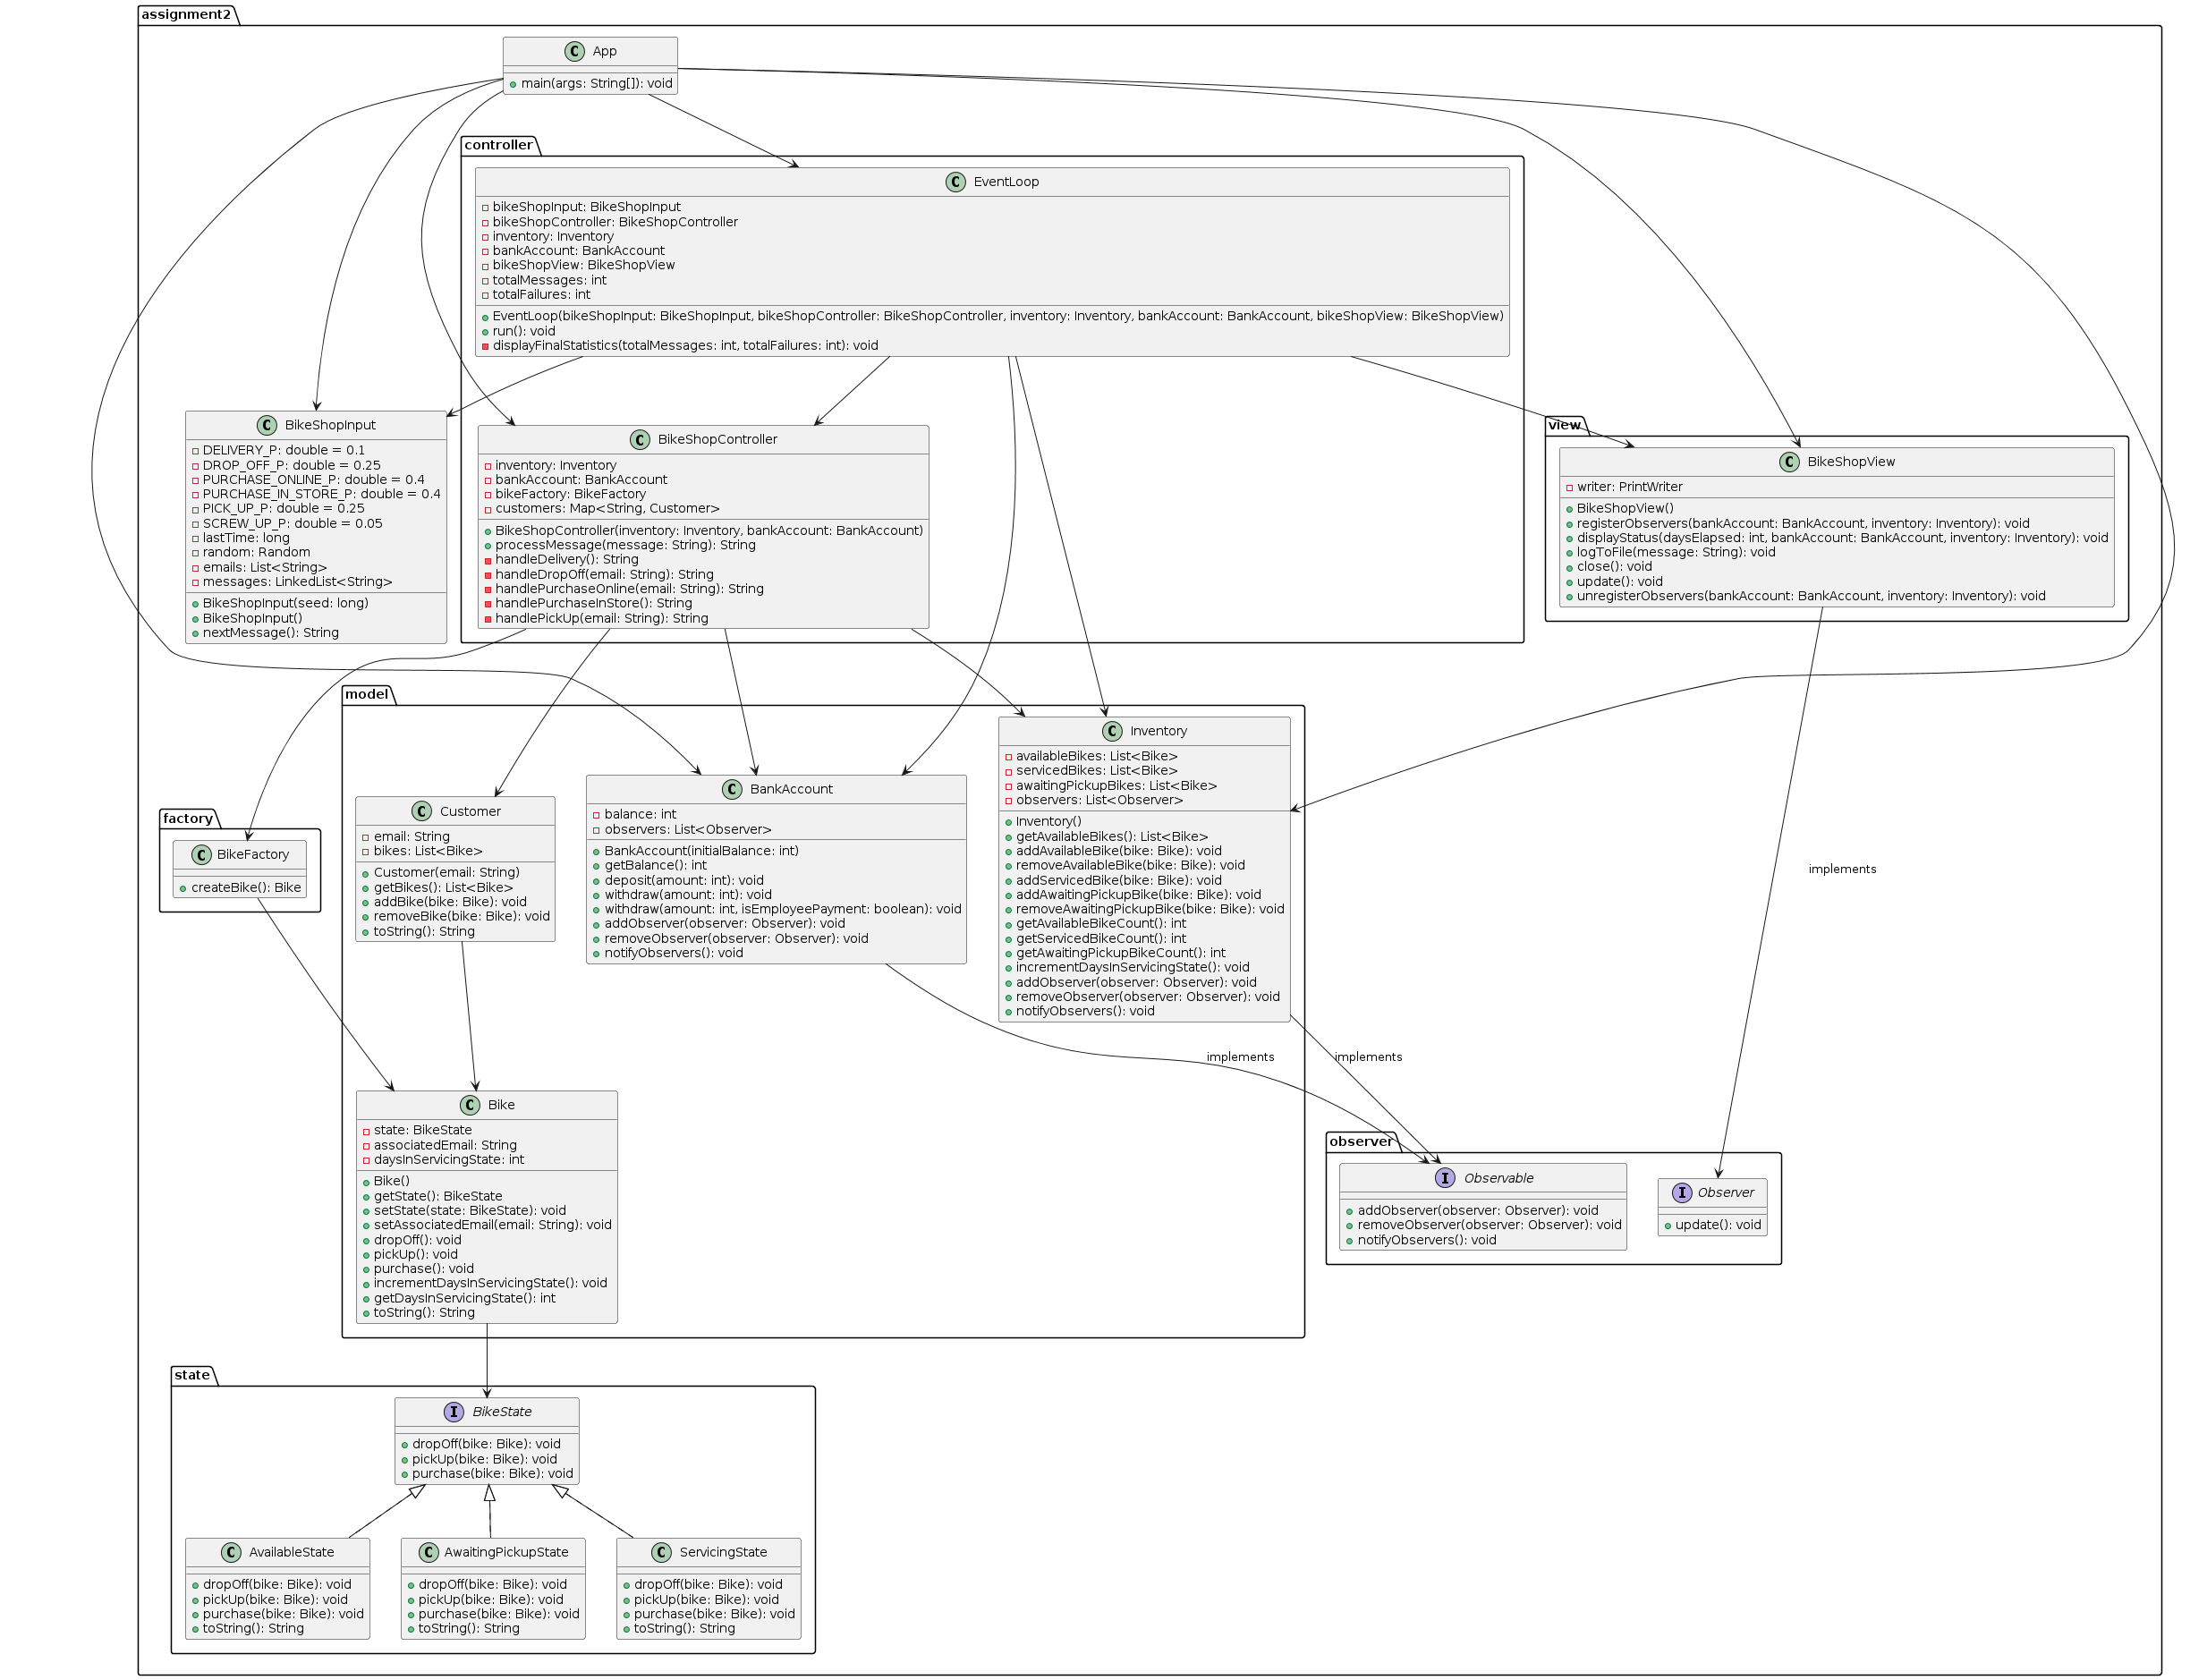 assignment2
App
main(args: String[]): void
controller
EventLoop
bikeShopInput: BikeShopInput
bikeShopController: BikeShopController
inventory: Inventory
bankAccount: BankAccount
bikeShopView: BikeShopView
totalMessages: int
totalFailures: int
EventLoop(bikeShopInput: BikeShopInput, bikeShopController: BikeShopController, inventory: Inventory, bankAccount: BankAccount, bikeShopView: BikeShopView)
run(): void
displayFinalStatistics(totalMessages: int, totalFailures: int): void
BikeShopInput
DELIVERY_P: double = 0.1
DROP_OFF_P: double = 0.25
PURCHASE_ONLINE_P: double = 0.4
PURCHASE_IN_STORE_P: double = 0.4
PICK_UP_P: double = 0.25
SCREW_UP_P: double = 0.05
lastTime: long
random: Random
emails: List<String>
messages: LinkedList<String>
BikeShopInput(seed: long)
BikeShopInput()
nextMessage(): String
BikeShopController
inventory: Inventory
bankAccount: BankAccount
bikeFactory: BikeFactory
customers: Map<String, Customer>
BikeShopController(inventory: Inventory, bankAccount: BankAccount)
processMessage(message: String): String
handleDelivery(): String
handleDropOff(email: String): String
handlePurchaseOnline(email: String): String
handlePurchaseInStore(): String
handlePickUp(email: String): String
view
BikeShopView
writer: PrintWriter
BikeShopView()
registerObservers(bankAccount: BankAccount, inventory: Inventory): void
displayStatus(daysElapsed: int, bankAccount: BankAccount, inventory: Inventory): void
logToFile(message: String): void
close(): void
update(): void
unregisterObservers(bankAccount: BankAccount, inventory: Inventory): void
model
factory
BikeFactory
createBike(): Bike
Customer
email: String
bikes: List<Bike>
Customer(email: String)
getBikes(): List<Bike>
addBike(bike: Bike): void
removeBike(bike: Bike): void
toString(): String
BankAccount
balance: int
observers: List<Observer>
BankAccount(initialBalance: int)
getBalance(): int
deposit(amount: int): void
withdraw(amount: int): void
withdraw(amount: int, isEmployeePayment: boolean): void
addObserver(observer: Observer): void
removeObserver(observer: Observer): void
notifyObservers(): void
Inventory
availableBikes: List<Bike>
servicedBikes: List<Bike>
awaitingPickupBikes: List<Bike>
observers: List<Observer>
Inventory()
getAvailableBikes(): List<Bike>
addAvailableBike(bike: Bike): void
removeAvailableBike(bike: Bike): void
addServicedBike(bike: Bike): void
addAwaitingPickupBike(bike: Bike): void
removeAwaitingPickupBike(bike: Bike): void
getAvailableBikeCount(): int
getServicedBikeCount(): int
getAwaitingPickupBikeCount(): int
incrementDaysInServicingState(): void
addObserver(observer: Observer): void
removeObserver(observer: Observer): void
notifyObservers(): void
implements
implements
implements
Bike
state: BikeState
associatedEmail: String
daysInServicingState: int
Bike()
getState(): BikeState
setState(state: BikeState): void
setAssociatedEmail(email: String): void
dropOff(): void
pickUp(): void
purchase(): void
incrementDaysInServicingState(): void
getDaysInServicingState(): int
toString(): String
observer
Observable
addObserver(observer: Observer): void
removeObserver(observer: Observer): void
notifyObservers(): void
Observer
update(): void
state
BikeState
dropOff(bike: Bike): void
pickUp(bike: Bike): void
purchase(bike: Bike): void
AvailableState
dropOff(bike: Bike): void
pickUp(bike: Bike): void
purchase(bike: Bike): void
toString(): String
AwaitingPickupState
dropOff(bike: Bike): void
pickUp(bike: Bike): void
purchase(bike: Bike): void
toString(): String
ServicingState
dropOff(bike: Bike): void
pickUp(bike: Bike): void
purchase(bike: Bike): void
toString(): String